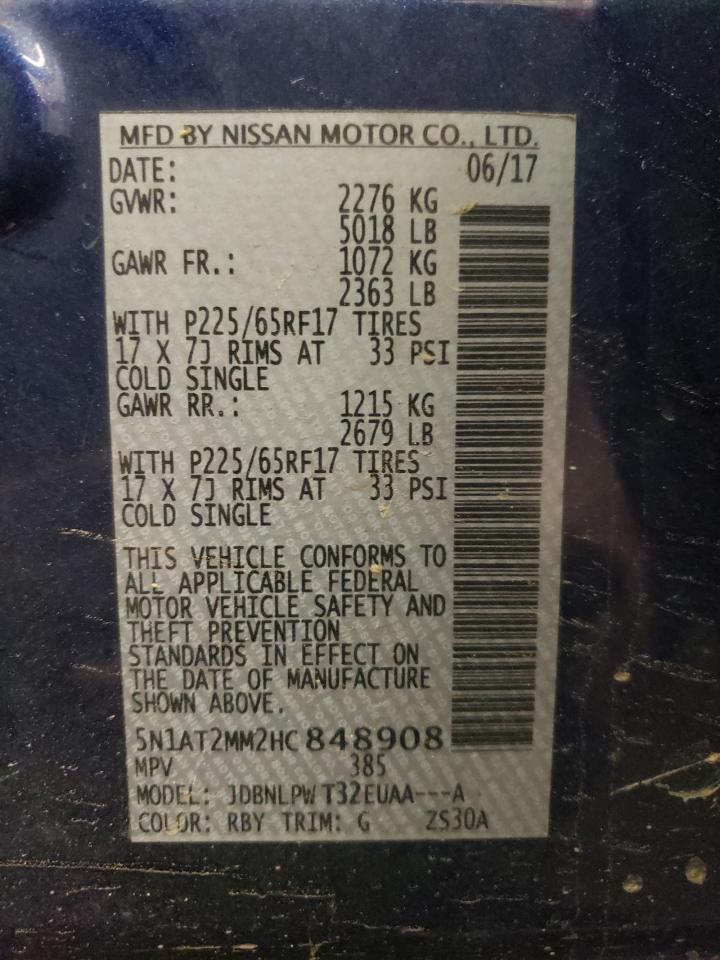 MFD BY NISSAN MOTOR CO., LTD.
DATE: 06/17
GVWR: 2276 KG
5018 LB
GAWR FR.: 1072 KG
2363 LB
WITH P225/65RF17 TIRES
17 X 7J RIMS AT 33 PSI
COLD SINGLE
GAWR RR.: 1215 KG
2679 LB
WITH P225/65RF17 TIRES
17 X 7J RIMS AT 33 PSI
COLD SINGLE
THIS VEHICLE CONFORMS TO
ALL APPLICABLE FEDERAL
MOTOR VEHICLE SAFETY AND
THEFT PREVENTION
STANDARDS IN EFFECT ON
THE DATE OF MANUFACTURE
SHOWN ABOVE.
5N1AT2MM2HC848908
MPV 385
MODEL: JDBNLPW T32EUAA---A
COLOR: RBY TRIM: G ZS30A